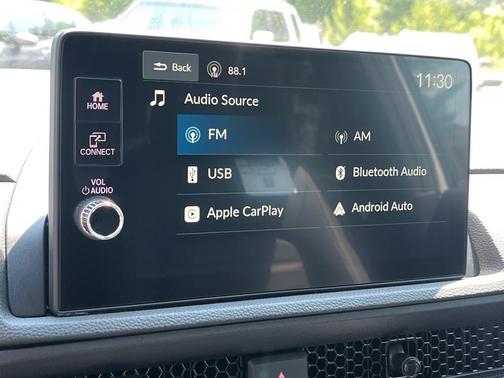 Back 88.1
11:30
HOME
Audio Source
FM
AM
CONNECT
USB
Bluetooth Audio
VOL
AUDIO
Apple CarPlay
Android Auto